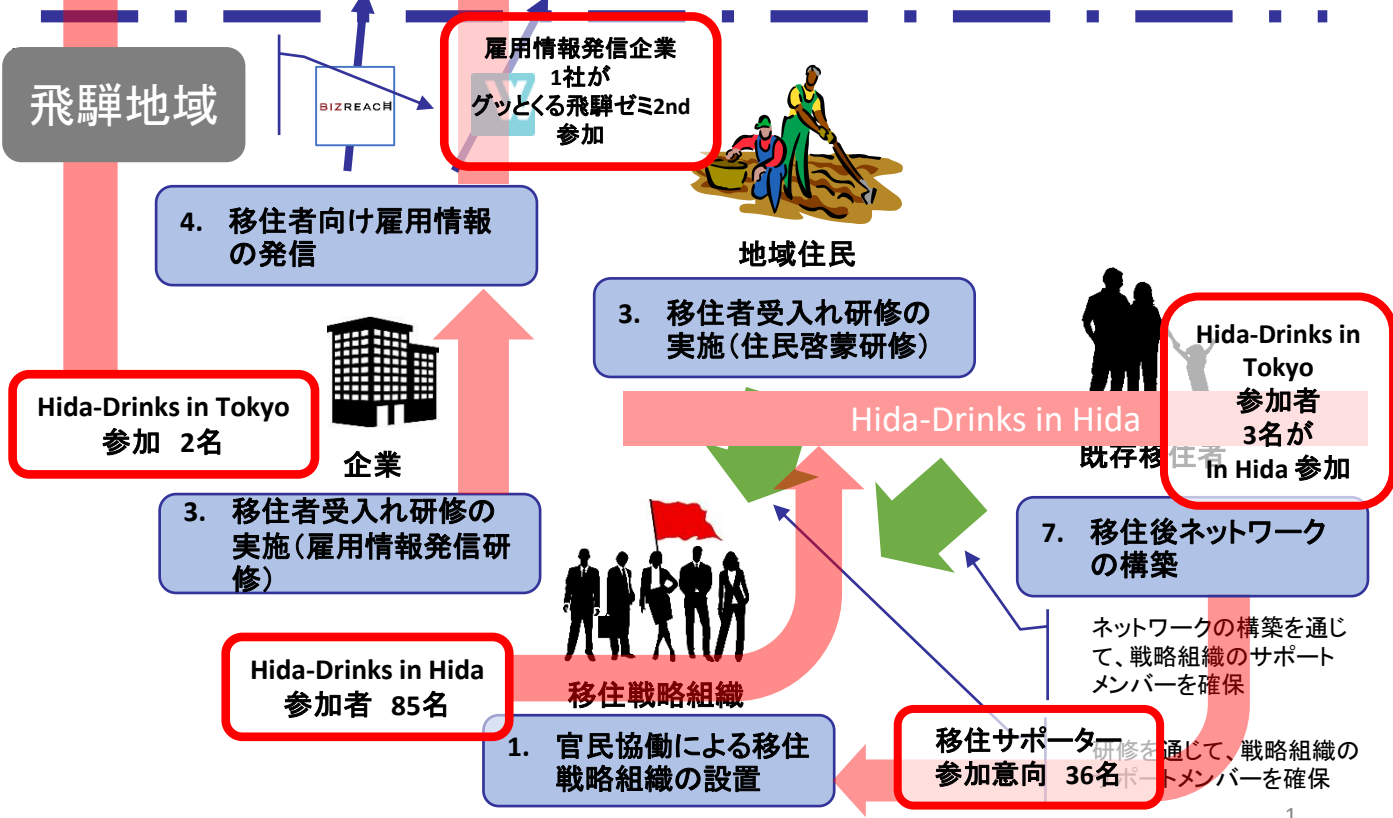 飛騨地域
BIZREACH
雇用情報発信企業
1社が
グッとくる飛騨ゼミ2nd
参加
4. 移住者向け雇用情報
の発信
地域住民
3. 移住者受入れ研修の
実施（住民啓蒙研修）
Hida-Drinks in
Tokyo
参加者
3名が
in Hida 参加
Hida-Drinks in Tokyo
参加 2名
Hida-Drinks in Hida
企業
既存移住者
3. 移住者受入れ研修の
実施（雇用情報発信研
修）
7. 移住後ネットワーク
の構築
ネットワークの構築を通じ
て、戦略組織のサポート
メンバーを確保
Hida-Drinks in Hida
参加者 85名
移住戦略組織
1. 官民協働による移住
戦略組織の設置
移住サポーター
参加意向 36名
研修を通じて、戦略組織の
サポートメンバーを確保
1